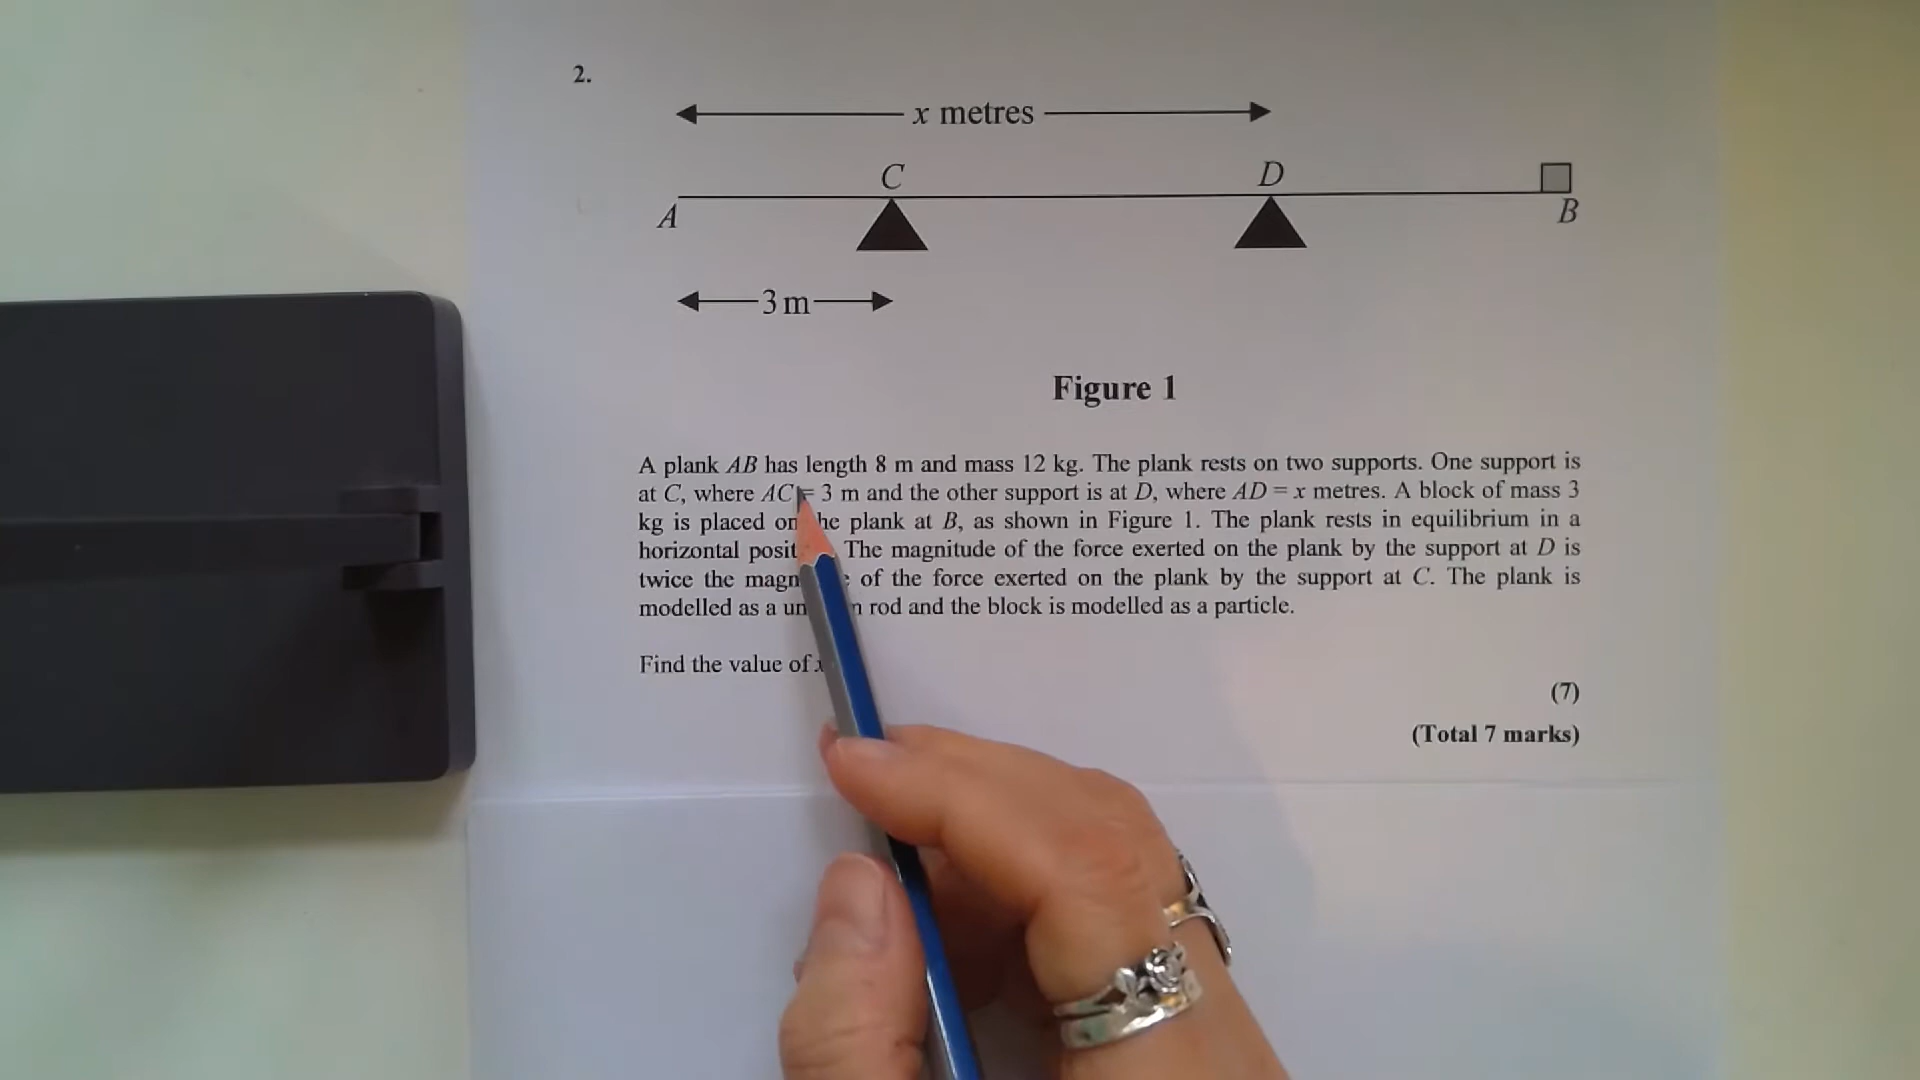 2.
x metres
C D
A B
3 m
Figure 1
A plank AB has length 8 m and mass 12 kg. The plank rests on two supports. One support is
at C, where AC = 3 m and the other support is at D, where AD = x metres. A block of mass 3
kg is placed on the plank at B, as shown in Figure 1. The plank rests in equilibrium in a
horizontal posit The magnitude of the force exerted on the plank by the support at D is
twice the magn of the force exerted on the plank by the support at C. The plank is
modelled as a un rod and the block is modelled as a particle.
Find the value of x
(7)
(Total 7 marks)